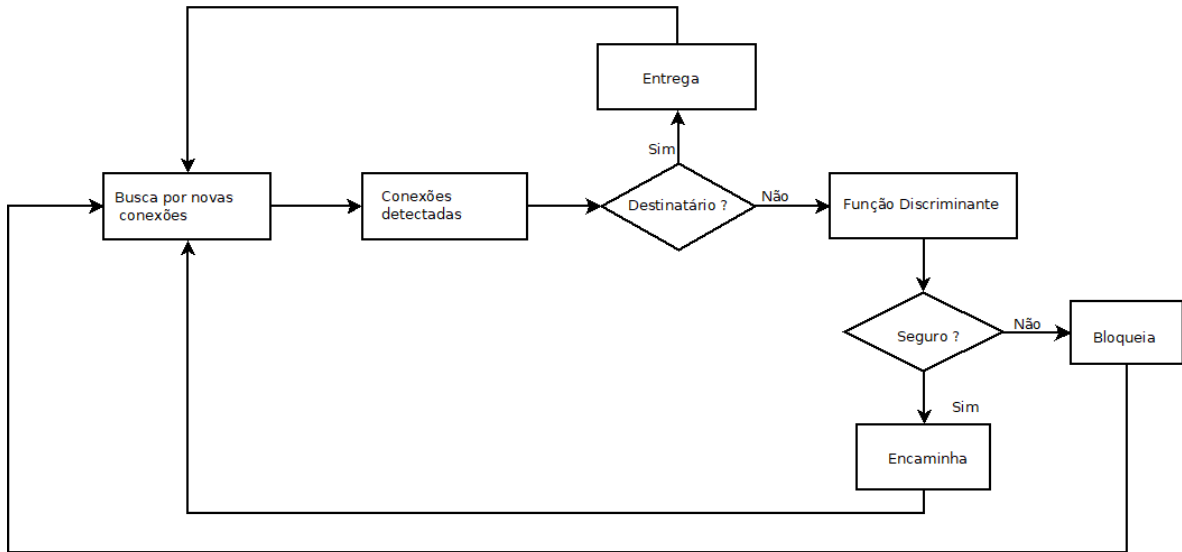 Entrega
Sim
Busca por novas
conexões
Conexões
detectadas
Destinatário ?
Não
Função Discriminante
Seguro ?
Não
Bloqueia
Sim
Encaminha